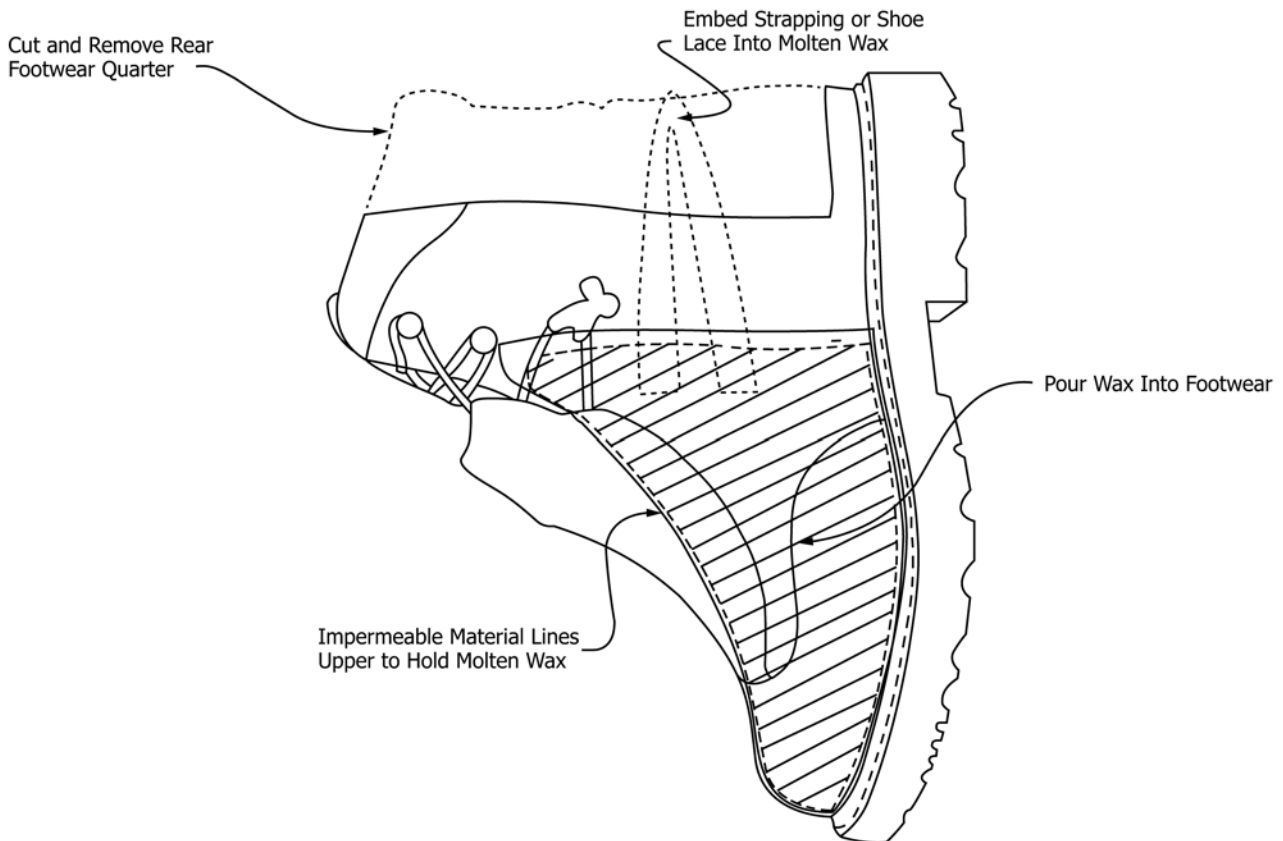 Cut and Remove Rear
Footwear Quarter
Embed Strapping or Shoe
Lace Into Molten Wax
Pour Wax Into Footwear
Impermeable Material Lines
Upper to Hold Molten Wax